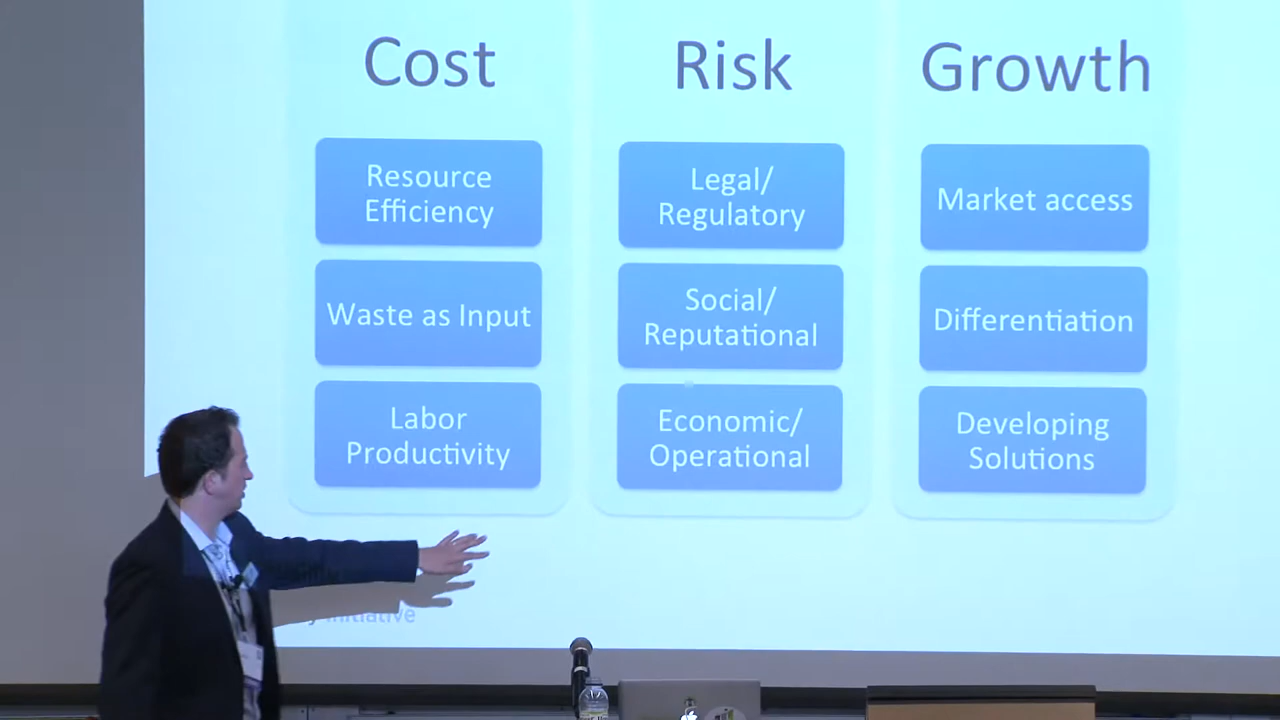 Cost
Risk
Growth
Resource
Efficiency
Legal/
Regulatory
Market access
Waste as Input
Social/
Reputational
Differentiation
Labor
Productivity
Economic/
Operational
Developing
Solutions
Initiative